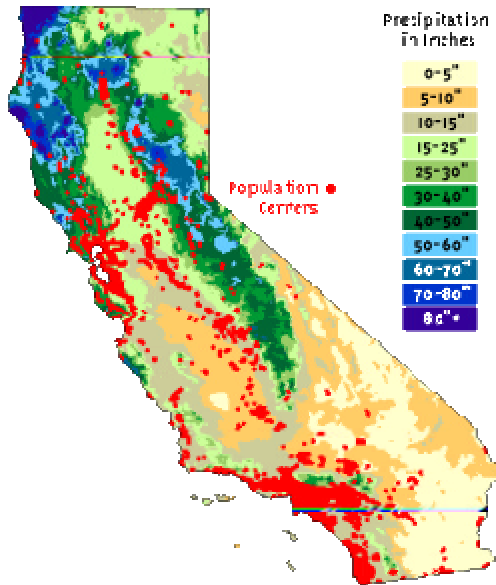 Precipitation
in Inches
0-5"
5-10"
10-15"
15-25"
25-30"
30-40"
40-50"
50-60"
60-70"
70-80"
80"+
Population
Centers